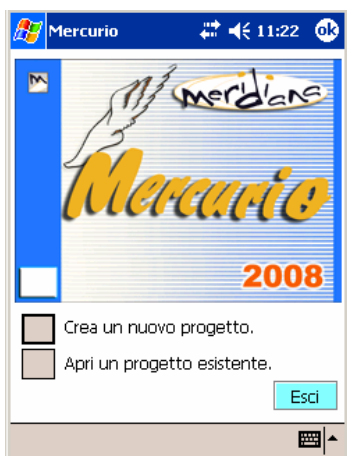 Mercurio 11:22 ok
meridiana
Mercurio
2008
Crea un nuovo progetto.
Apri un progetto esistente.
Esci